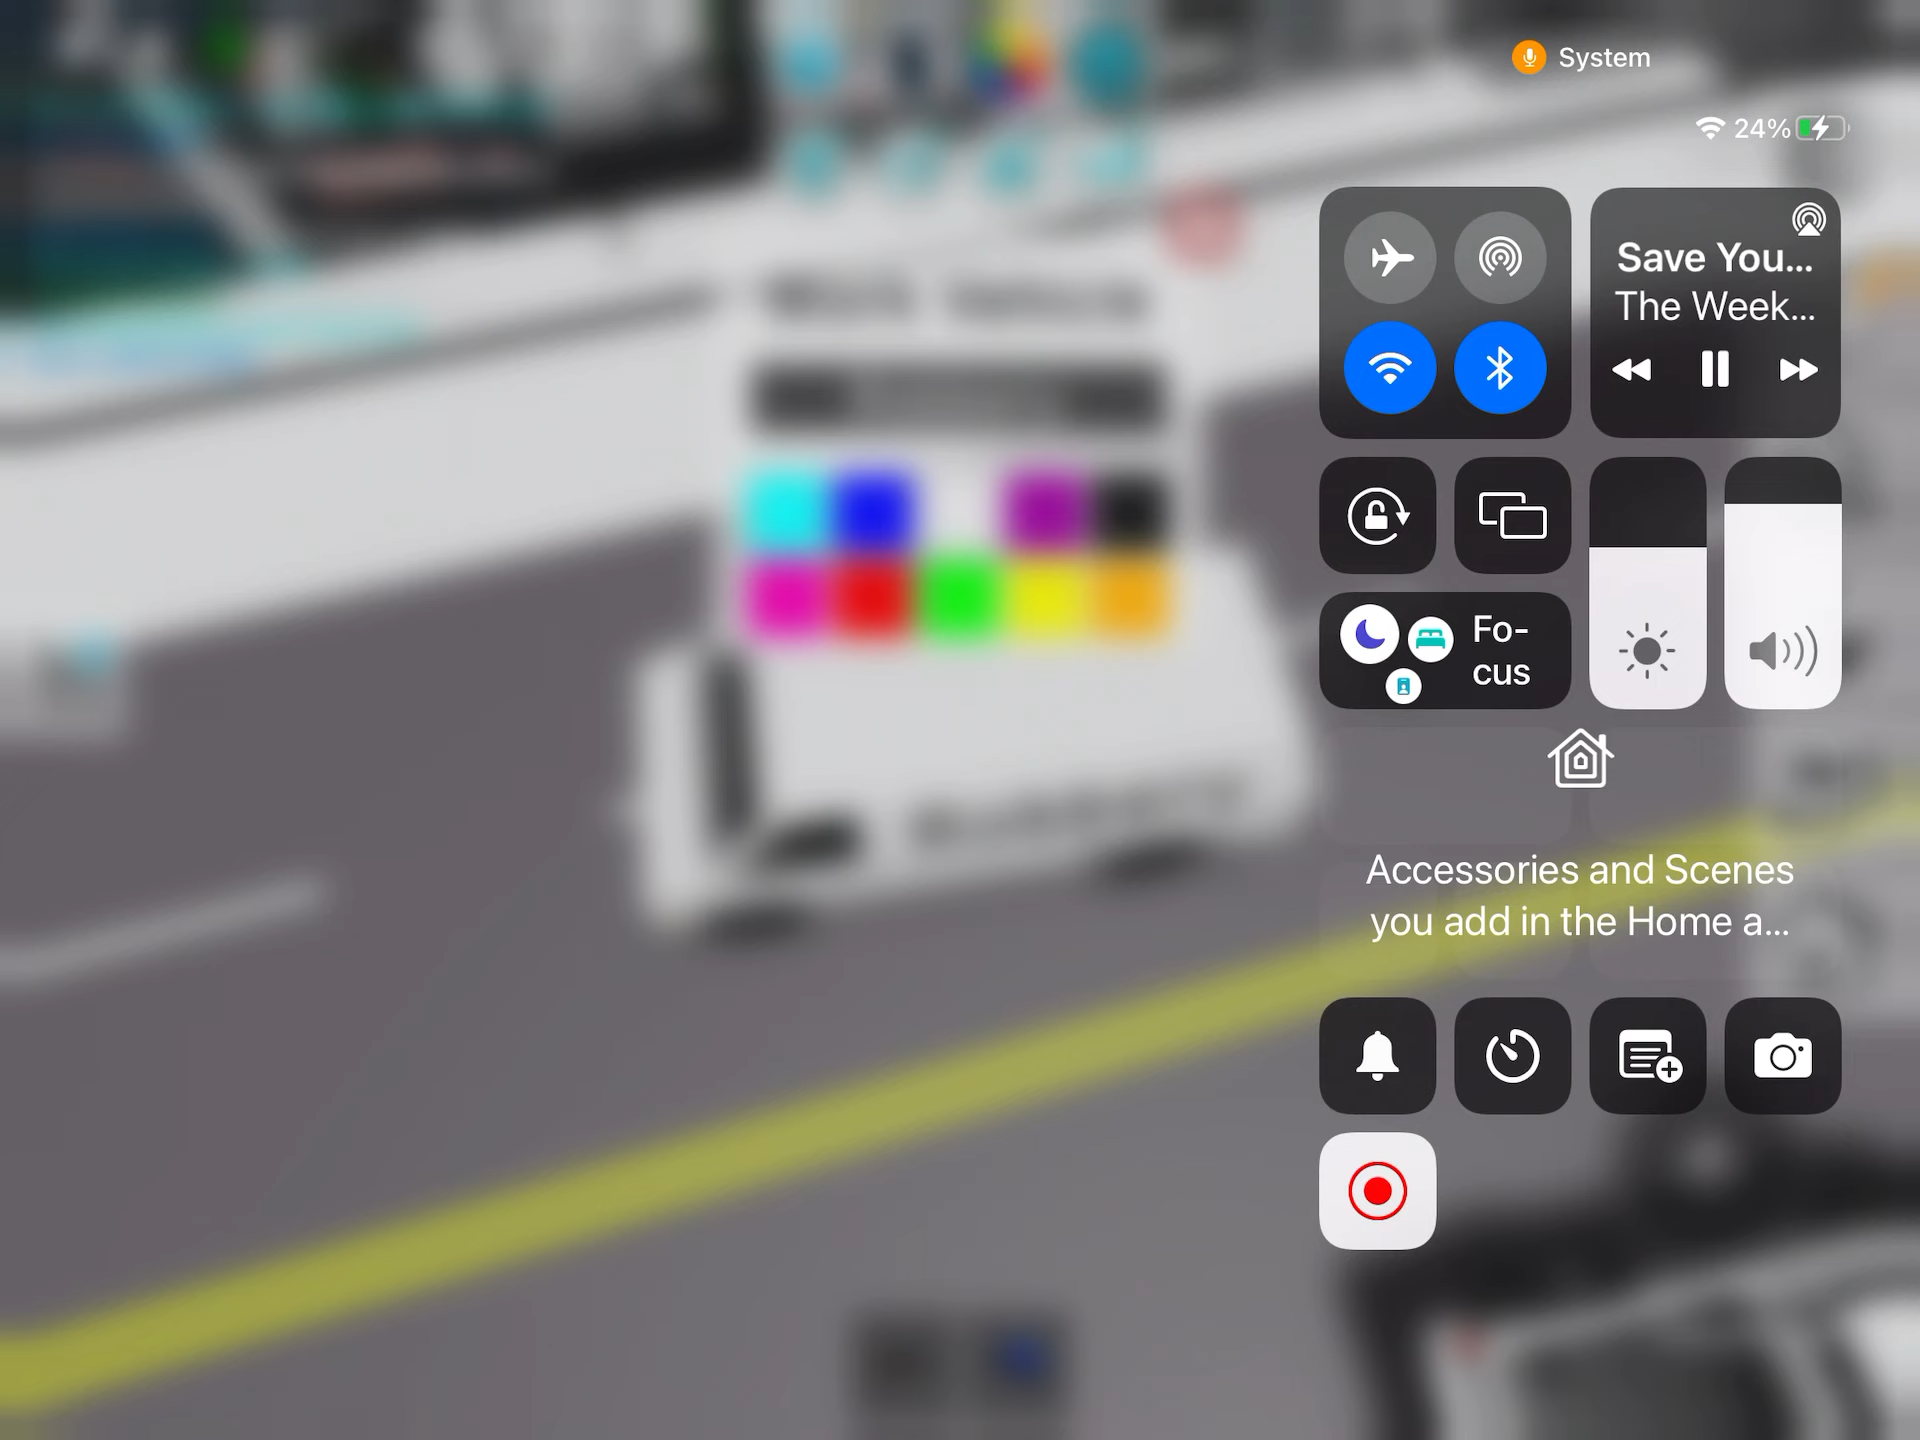 System
24%
Save You...
The Week...
Fo-
cus
Accessories and Scenes
you add in the Home a...